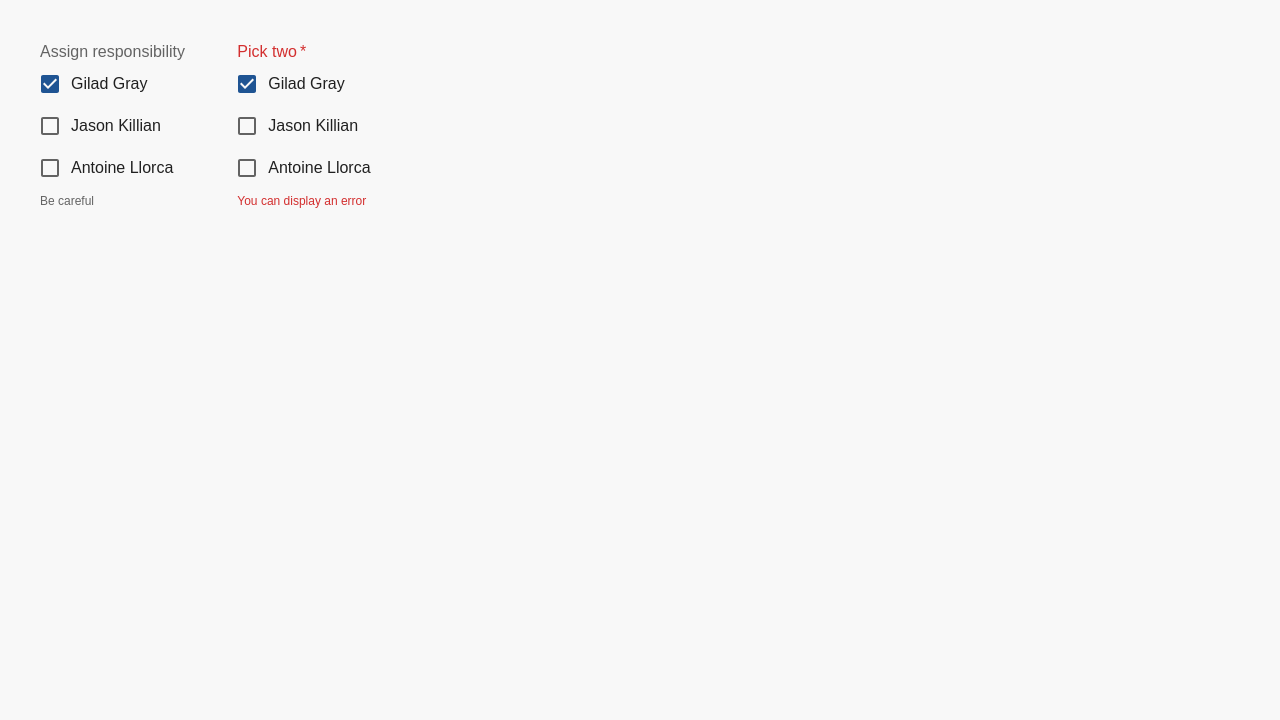 Assign responsibility
Gilad Gray
Jason Killian
Antoine Llorca
Be careful
Pick two *
Gilad Gray
Jason Killian
Antoine Llorca
You can display an error